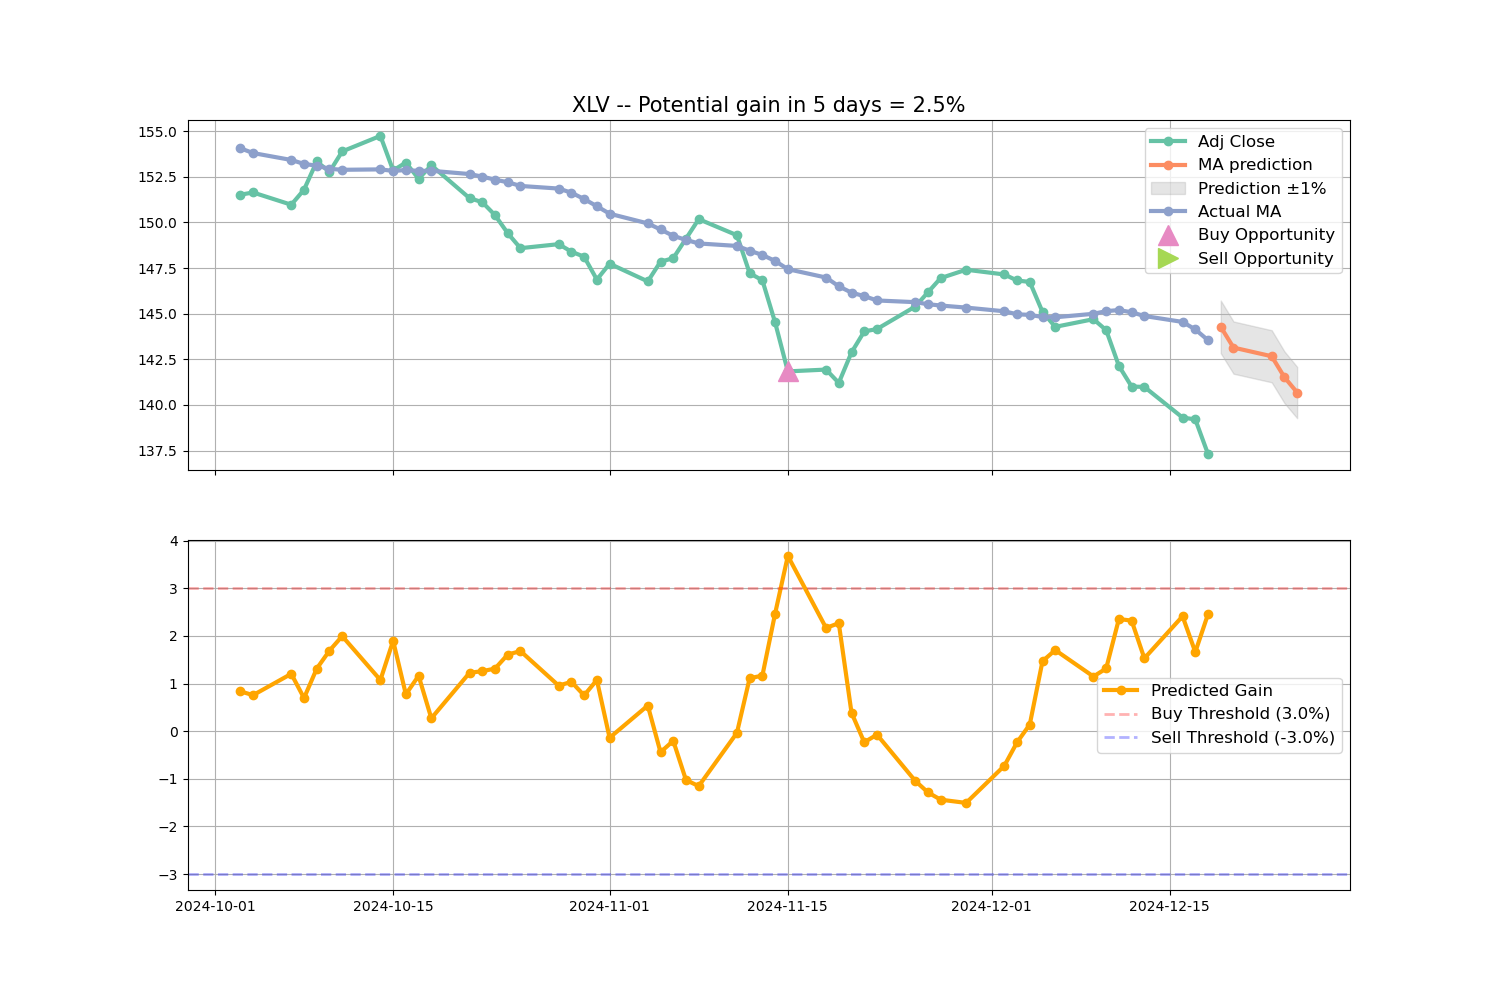 XLV -- Potential gain in 5 days = 2.5%
155.0
152.5
150.0
147.5
145.0
142.5
140.0
137.5
Adj Close
MA prediction
Prediction ±1%
Actual MA
Buy Opportunity
Sell Opportunity
4
3
2
1
0
−1
−2
−3
Predicted Gain
Buy Threshold (3.0%)
Sell Threshold (-3.0%)
2024-10-01 2024-10-15 2024-11-01 2024-11-15 2024-12-01 2024-12-15